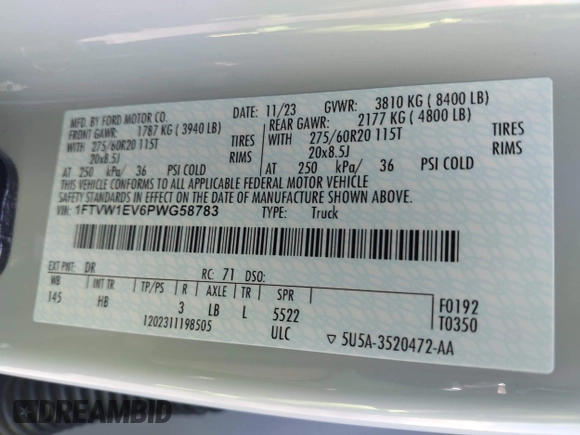 MFD. BY FORD MOTOR CO.
DATE: 11/23 GVWR: 3810 KG ( 8400 LB)
FRONT GAWR: 1787 KG ( 3940 LB)
REAR GAWR: 2177 KG ( 4800 LB)
WITH 275/60R20 115T TIRES
WITH 275/60R20 115T TIRES
20x8.5J RIMS
20x8.5J RIMS
AT 250 kPa/ 36 PSI COLD
AT 250 kPa/ 36 PSI COLD
THIS VEHICLE CONFORMS TO ALL APPLICABLE FEDERAL MOTOR VEHICLE
SAFETY STANDARDS IN EFFECT ON THE DATE OF MANUFACTURE SHOWN ABOVE.
VIN: 1FTVW1EV6PWG58783 TYPE: Truck
EXT PNT: DR RC: 71 DSO:
WB INT TR TP/PS R AXLE TR SPR
145 HB 3 LB L 5522
F0192
T0350
1202311198505 ULC
▽ 5U5A-3520472-AA
DREAMBID